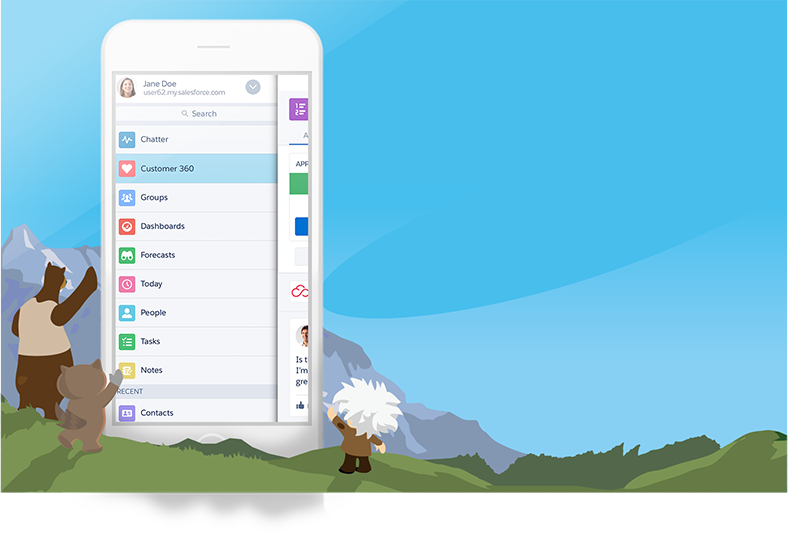 Jane Doe
user62.my.salesforce.com
Search
Chatter
Customer 360
Groups
Dashboards
Forecasts
Today
People
Tasks
Notes
RECENT
Contacts
A
APP
Is t
I'm
gre